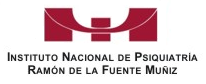 Instituto Nacional de Psiquiatría
Ramón de la Fuente Muñiz